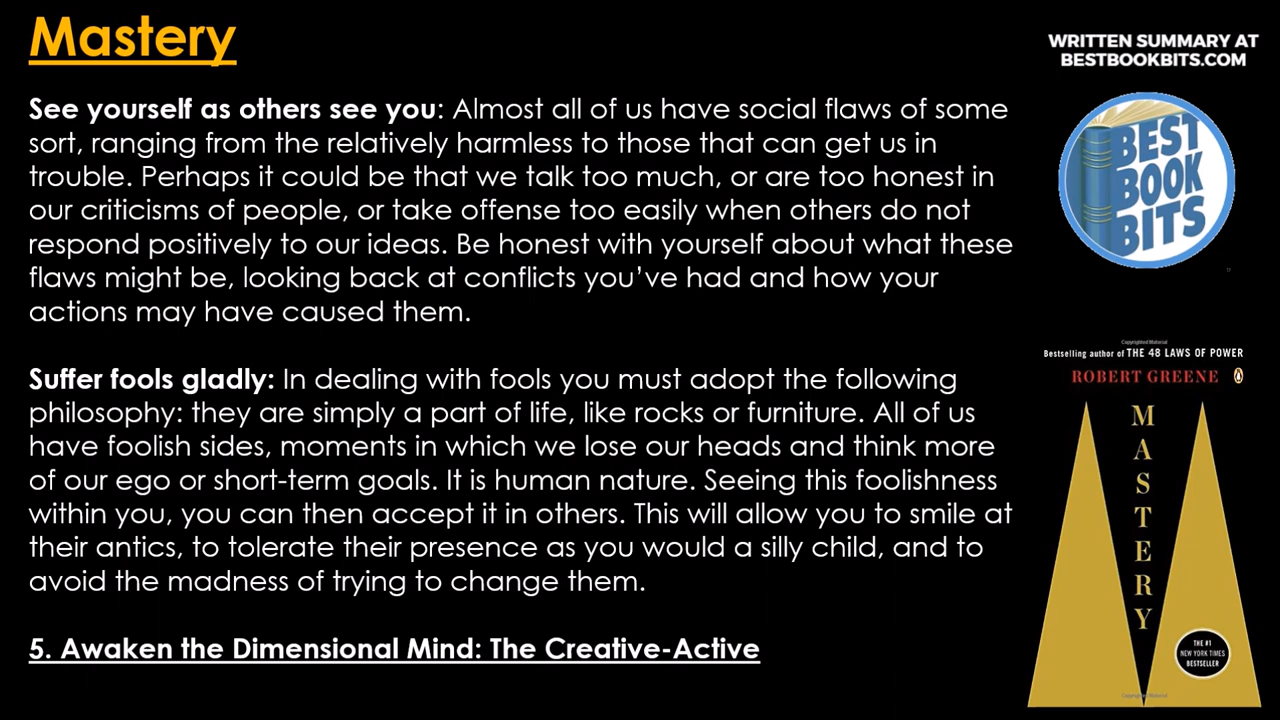 Mastery
WRITTEN SUMMARY AT
BESTBOOKBITS.COM
See yourself as others see you: Almost all of us have social flaws of some
sort, ranging from the relatively harmless to those that can get us in
trouble. Perhaps it could be that we talk too much, or are too honest in
our criticisms of people, or take offense too easily when others do not
respond positively to our ideas. Be honest with yourself about what these
flaws might be, looking back at conflicts you’ve had and how your
actions may have caused them.
Suffer fools gladly: In dealing with fools you must adopt the following
philosophy: they are simply a part of life, like rocks or furniture. All of us
have foolish sides, moments in which we lose our heads and think more
of our ego or short-term goals. It is human nature. Seeing this foolishness
within you, you can then accept it in others. This will allow you to smile at
their antics, to tolerate their presence as you would a silly child, and to
avoid the madness of trying to change them.
5. Awaken the Dimensional Mind: The Creative-Active
BEST
BOOK
BITS
Copyrighted Material
Bestselling author of THE 48 LAWS OF POWER
ROBERT GREENE
MASTERY
THE #1
NEW YORK TIMES
BESTSELLER
Copyrighted Material